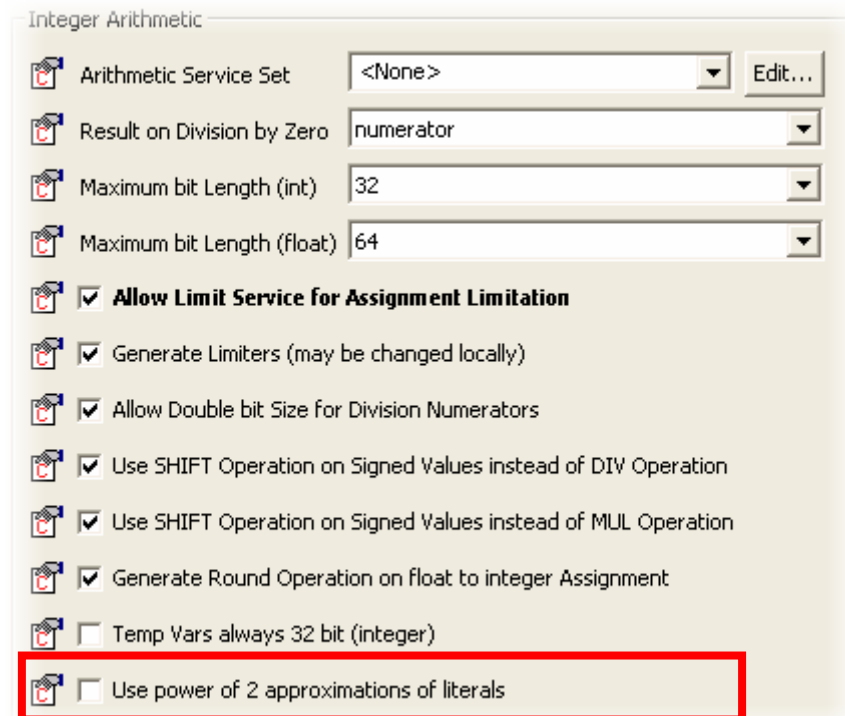 Integer Arithmetic
Arithmetic Service Set <None> Edit...
Result on Division by Zero numerator
Maximum bit Length (int) 32
Maximum bit Length (float) 64
Allow Limit Service for Assignment Limitation
Generate Limiters (may be changed locally)
Allow Double bit Size for Division Numerators
Use SHIFT Operation on Signed Values instead of DIV Operation
Use SHIFT Operation on Signed Values instead of MUL Operation
Generate Round Operation on float to integer Assignment
Temp Vars always 32 bit (integer)
Use power of 2 approximations of literals